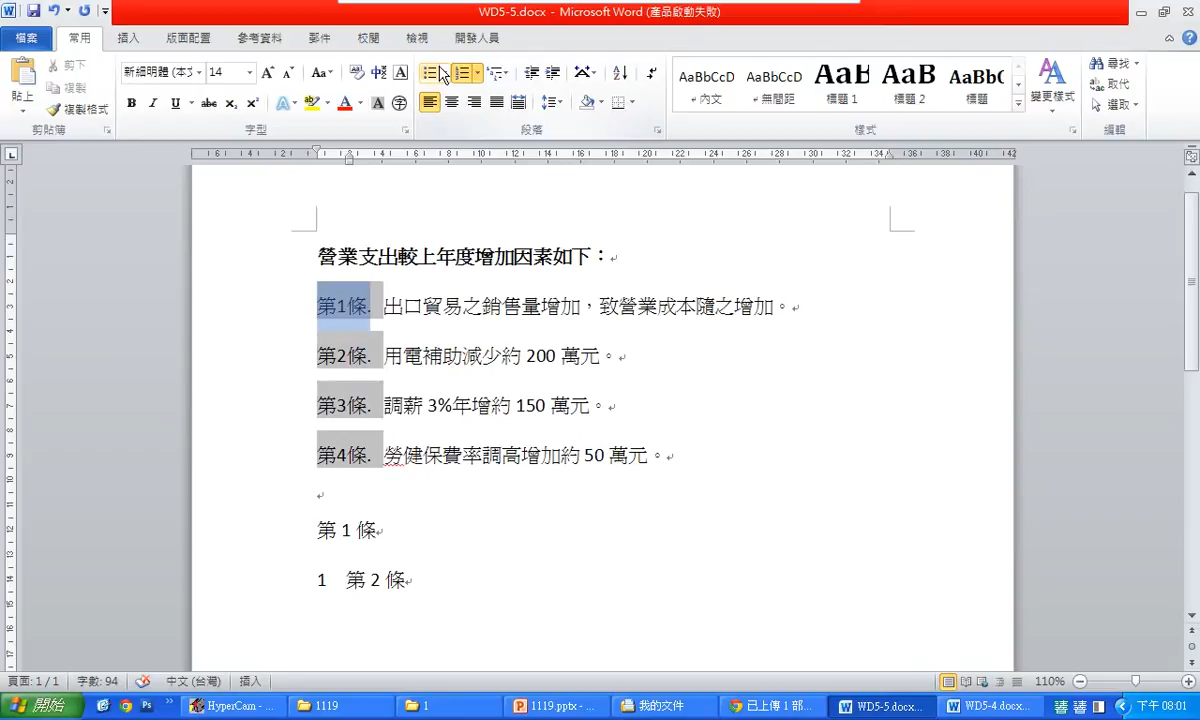 WD5-5.docx - Microsoft Word (產品啟動失敗)
檔案 常用 插入 版面配置 參考資料 郵件 校閱 檢視 開發人員
貼上 剪下 複製 複製格式 剪貼簿
新細明體 (本文 14 字型
段落
AaBbCcD AaBbCcD AaB AaB AaBbC
內文 無間距 標題 1 標題 2 標題 樣式
變更樣式
尋找 取代 選取 編輯
營業支出較上年度增加因素如下：
第1條. 出口貿易之銷售量增加，致營業成本隨之增加。
第2條. 用電補助減少約 200 萬元。
第3條. 調薪 3%年增約 150 萬元。
第4條. 勞健保費率調高增加約 50 萬元。
第 1 條
1 第 2 條
頁面: 1/1 字數: 94 中文 (台灣) 插入 110%
開始 HyperCam - ... 1119 1 1119.pptx - ... 我的文件 已上傳 1 部... WD5-5.docx... WD5-4.docx... 下午 08:01